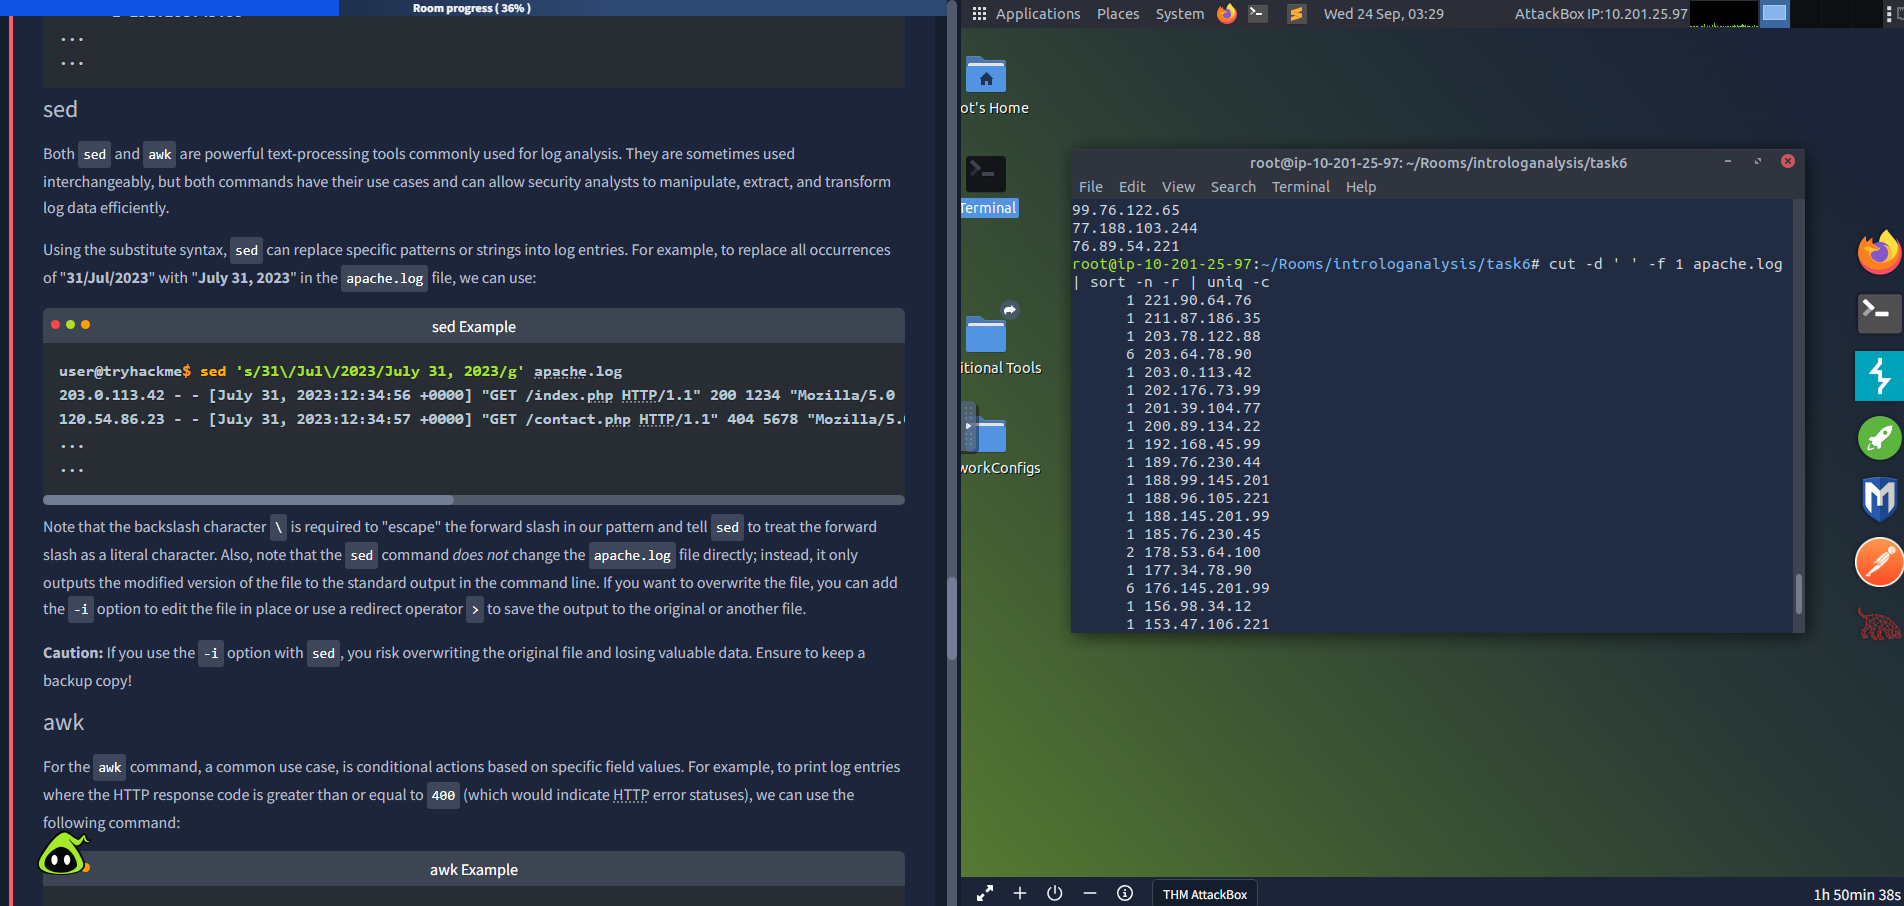 Room progress ( 36% )
...
...
sed
Both sed and awk are powerful text-processing tools commonly used for log analysis. They are sometimes used
interchangeably, but both commands have their use cases and can allow security analysts to manipulate, extract, and transform
log data efficiently.
Using the substitute syntax, sed can replace specific patterns or strings into log entries. For example, to replace all occurrences
of "31/Jul/2023" with "July 31, 2023" in the apache.log file, we can use:
sed Example
user@tryhackme$ sed 's/31\/Jul\/2023/July 31, 2023/g' apache.log
203.0.113.42 - - [July 31, 2023:12:34:56 +0000] "GET /index.php HTTP/1.1" 200 1234 "Mozilla/5.0
120.54.86.23 - - [July 31, 2023:12:34:57 +0000] "GET /contact.php HTTP/1.1" 404 5678 "Mozilla/5.
...
...
Note that the backslash character \ is required to "escape" the forward slash in our pattern and tell sed to treat the forward
slash as a literal character. Also, note that the sed command does not change the apache.log file directly; instead, it only
outputs the modified version of the file to the standard output in the command line. If you want to overwrite the file, you can add
the -i option to edit the file in place or use a redirect operator > to save the output to the original or another file.
Caution: If you use the -i option with sed, you risk overwriting the original file and losing valuable data. Ensure to keep a
backup copy!
awk
For the awk command, a common use case, is conditional actions based on specific field values. For example, to print log entries
where the HTTP response code is greater than or equal to 400 (which would indicate HTTP error statuses), we can use the
following command:
awk Example
Applications Places System Wed 24 Sep, 03:29 AttackBox IP:10.201.25.97
ot's Home
Terminal
itional Tools
workConfigs
root@ip-10-201-25-97: ~/Rooms/introloganalysis/task6
File Edit View Search Terminal Help
99.76.122.65
77.188.103.244
76.89.54.221
root@ip-10-201-25-97:~/Rooms/introloganalysis/task6# cut -d ' ' -f 1 apache.log
| sort -n -r | uniq -c
1 221.90.64.76
1 211.87.186.35
1 203.78.122.88
6 203.64.78.90
1 203.0.113.42
1 202.176.73.99
1 201.39.104.77
1 200.89.134.22
1 192.168.45.99
1 189.76.230.44
1 188.99.145.201
1 188.96.105.221
1 188.145.201.99
1 185.76.230.45
2 178.53.64.100
1 177.34.78.90
6 176.145.201.99
1 156.98.34.12
1 153.47.106.221
THM AttackBox
1h 50min 38s